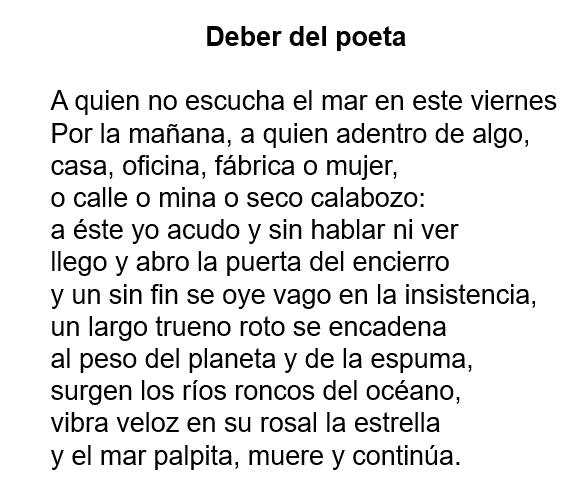 Deber del poeta
A quien no escucha el mar en este viernes
Por la mañana, a quien adentro de algo,
casa, oficina, fábrica o mujer,
o calle o mina o seco calabozo:
a éste yo acudo y sin hablar ni ver
llego y abro la puerta del encierro
y un sin fin se oye vago en la insistencia,
un largo trueno roto se encadena
al peso del planeta y de la espuma,
surgen los ríos roncos del océano,
vibra veloz en su rosal la estrella
y el mar palpita, muere y continúa.